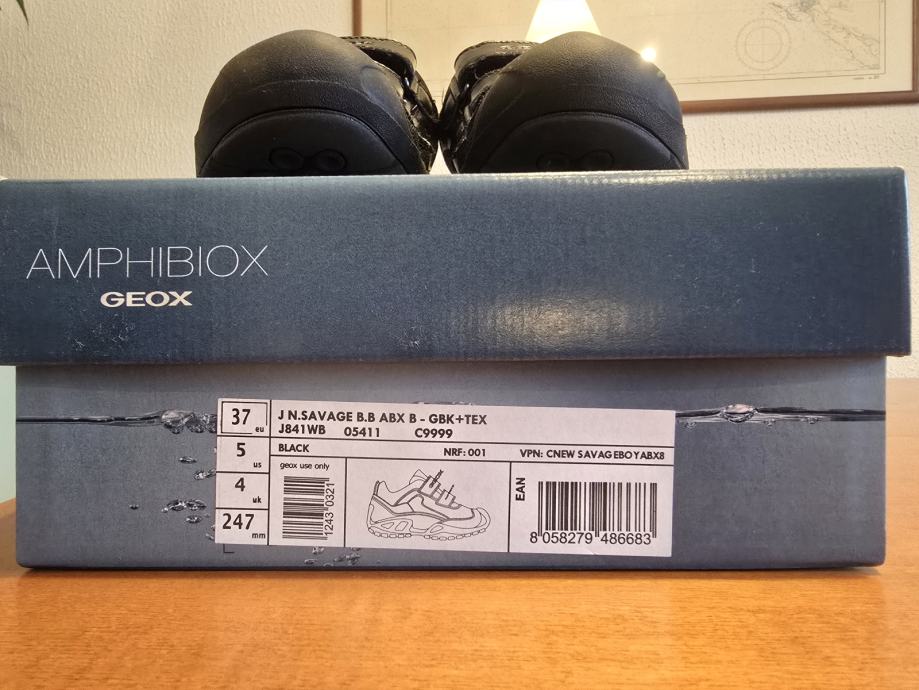 AMPHIBIOX
GEOX
37 eu
5 us
4 uk
247 mm
J N.SAVAGE B.B ABX B - GBK+TEX
J841WB 05411 C9999
BLACK NRF: 001 VPN: CNEW SAVAGEBOYABX8
geox use only
1243 0321
EAN
8 058279 486683